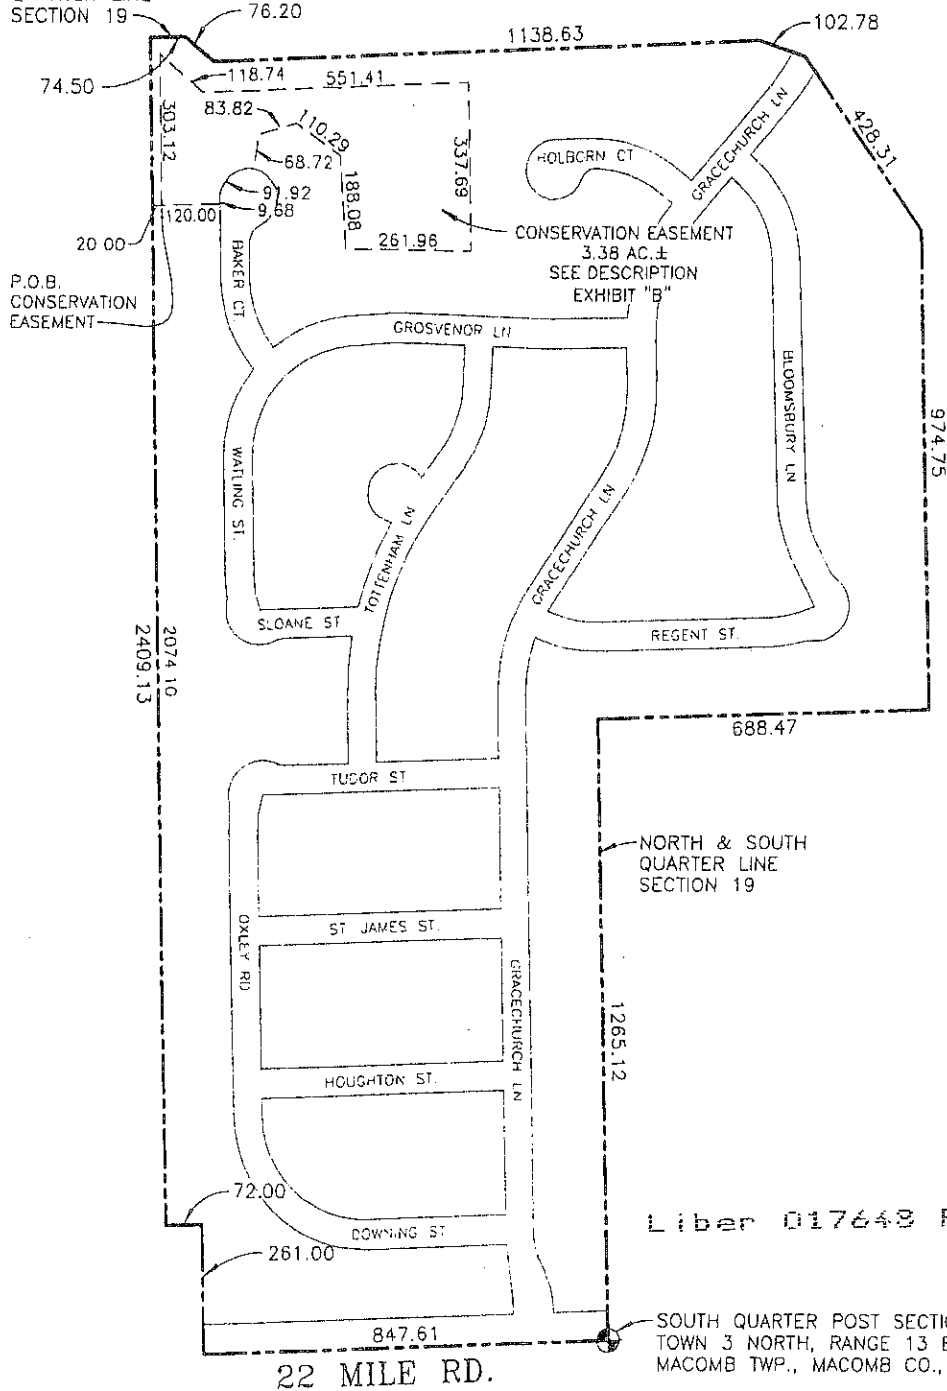 SECTION 19
76.20
1138.63
102.78
74.50
118.74
551.41
303.12
83.82
110.29
68.72
337.69
428.31
GRACECHURCH LN
HOLBORN CT
91.92
188.08
9.68
120.00
20 00
261.96
CONSERVATION EASEMENT
3.38 AC.±
SEE DESCRIPTION
EXHIBIT "B"
P.O.B.
CONSERVATION
EASEMENT
BAKER CT.
GROSVENOR LN
BLOOMSBURY LN
974.75
WATLING ST.
TOTTENHAM LN
GRACECHURCH LN
SLOANE ST
REGENT ST.
2074.10
2409.13
688.47
TUDOR ST
NORTH & SOUTH
QUARTER LINE
SECTION 19
OXLEY RD
ST JAMES ST.
GRACECHURCH LN
1265.12
HOUGHTON ST.
72.00
DOWNING ST
261.00
Liber 017648
847.61
22 MILE RD.
SOUTH QUARTER POST
TOWN 3 NORTH, RANGE 13
MACOMB TWP., MACOMB CO.,